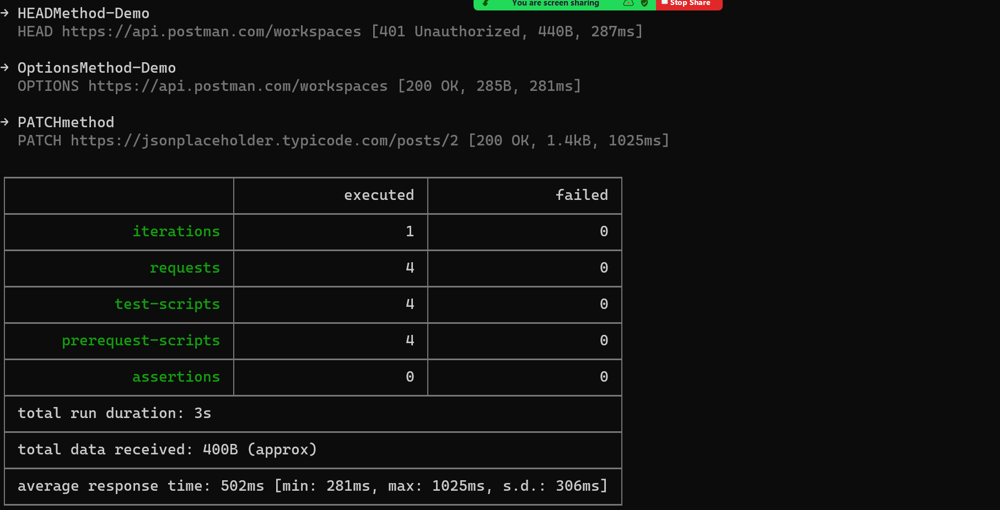 You are screen sharing Stop Share
→ HEADMethod-Demo
HEAD https://api.postman.com/workspaces [401 Unauthorized, 440B, 287ms]
→ OptionsMethod-Demo
OPTIONS https://api.postman.com/workspaces [200 OK, 285B, 281ms]
→ PATCHmethod
PATCH https://jsonplaceholder.typicode.com/posts/2 [200 OK, 1.4kB, 1025ms]
executed failed
iterations 1 0
requests 4 0
test-scripts 4 0
prerequest-scripts 4 0
assertions 0 0
total run duration: 3s
total data received: 400B (approx)
average response time: 502ms [min: 281ms, max: 1025ms, s.d.: 306ms]